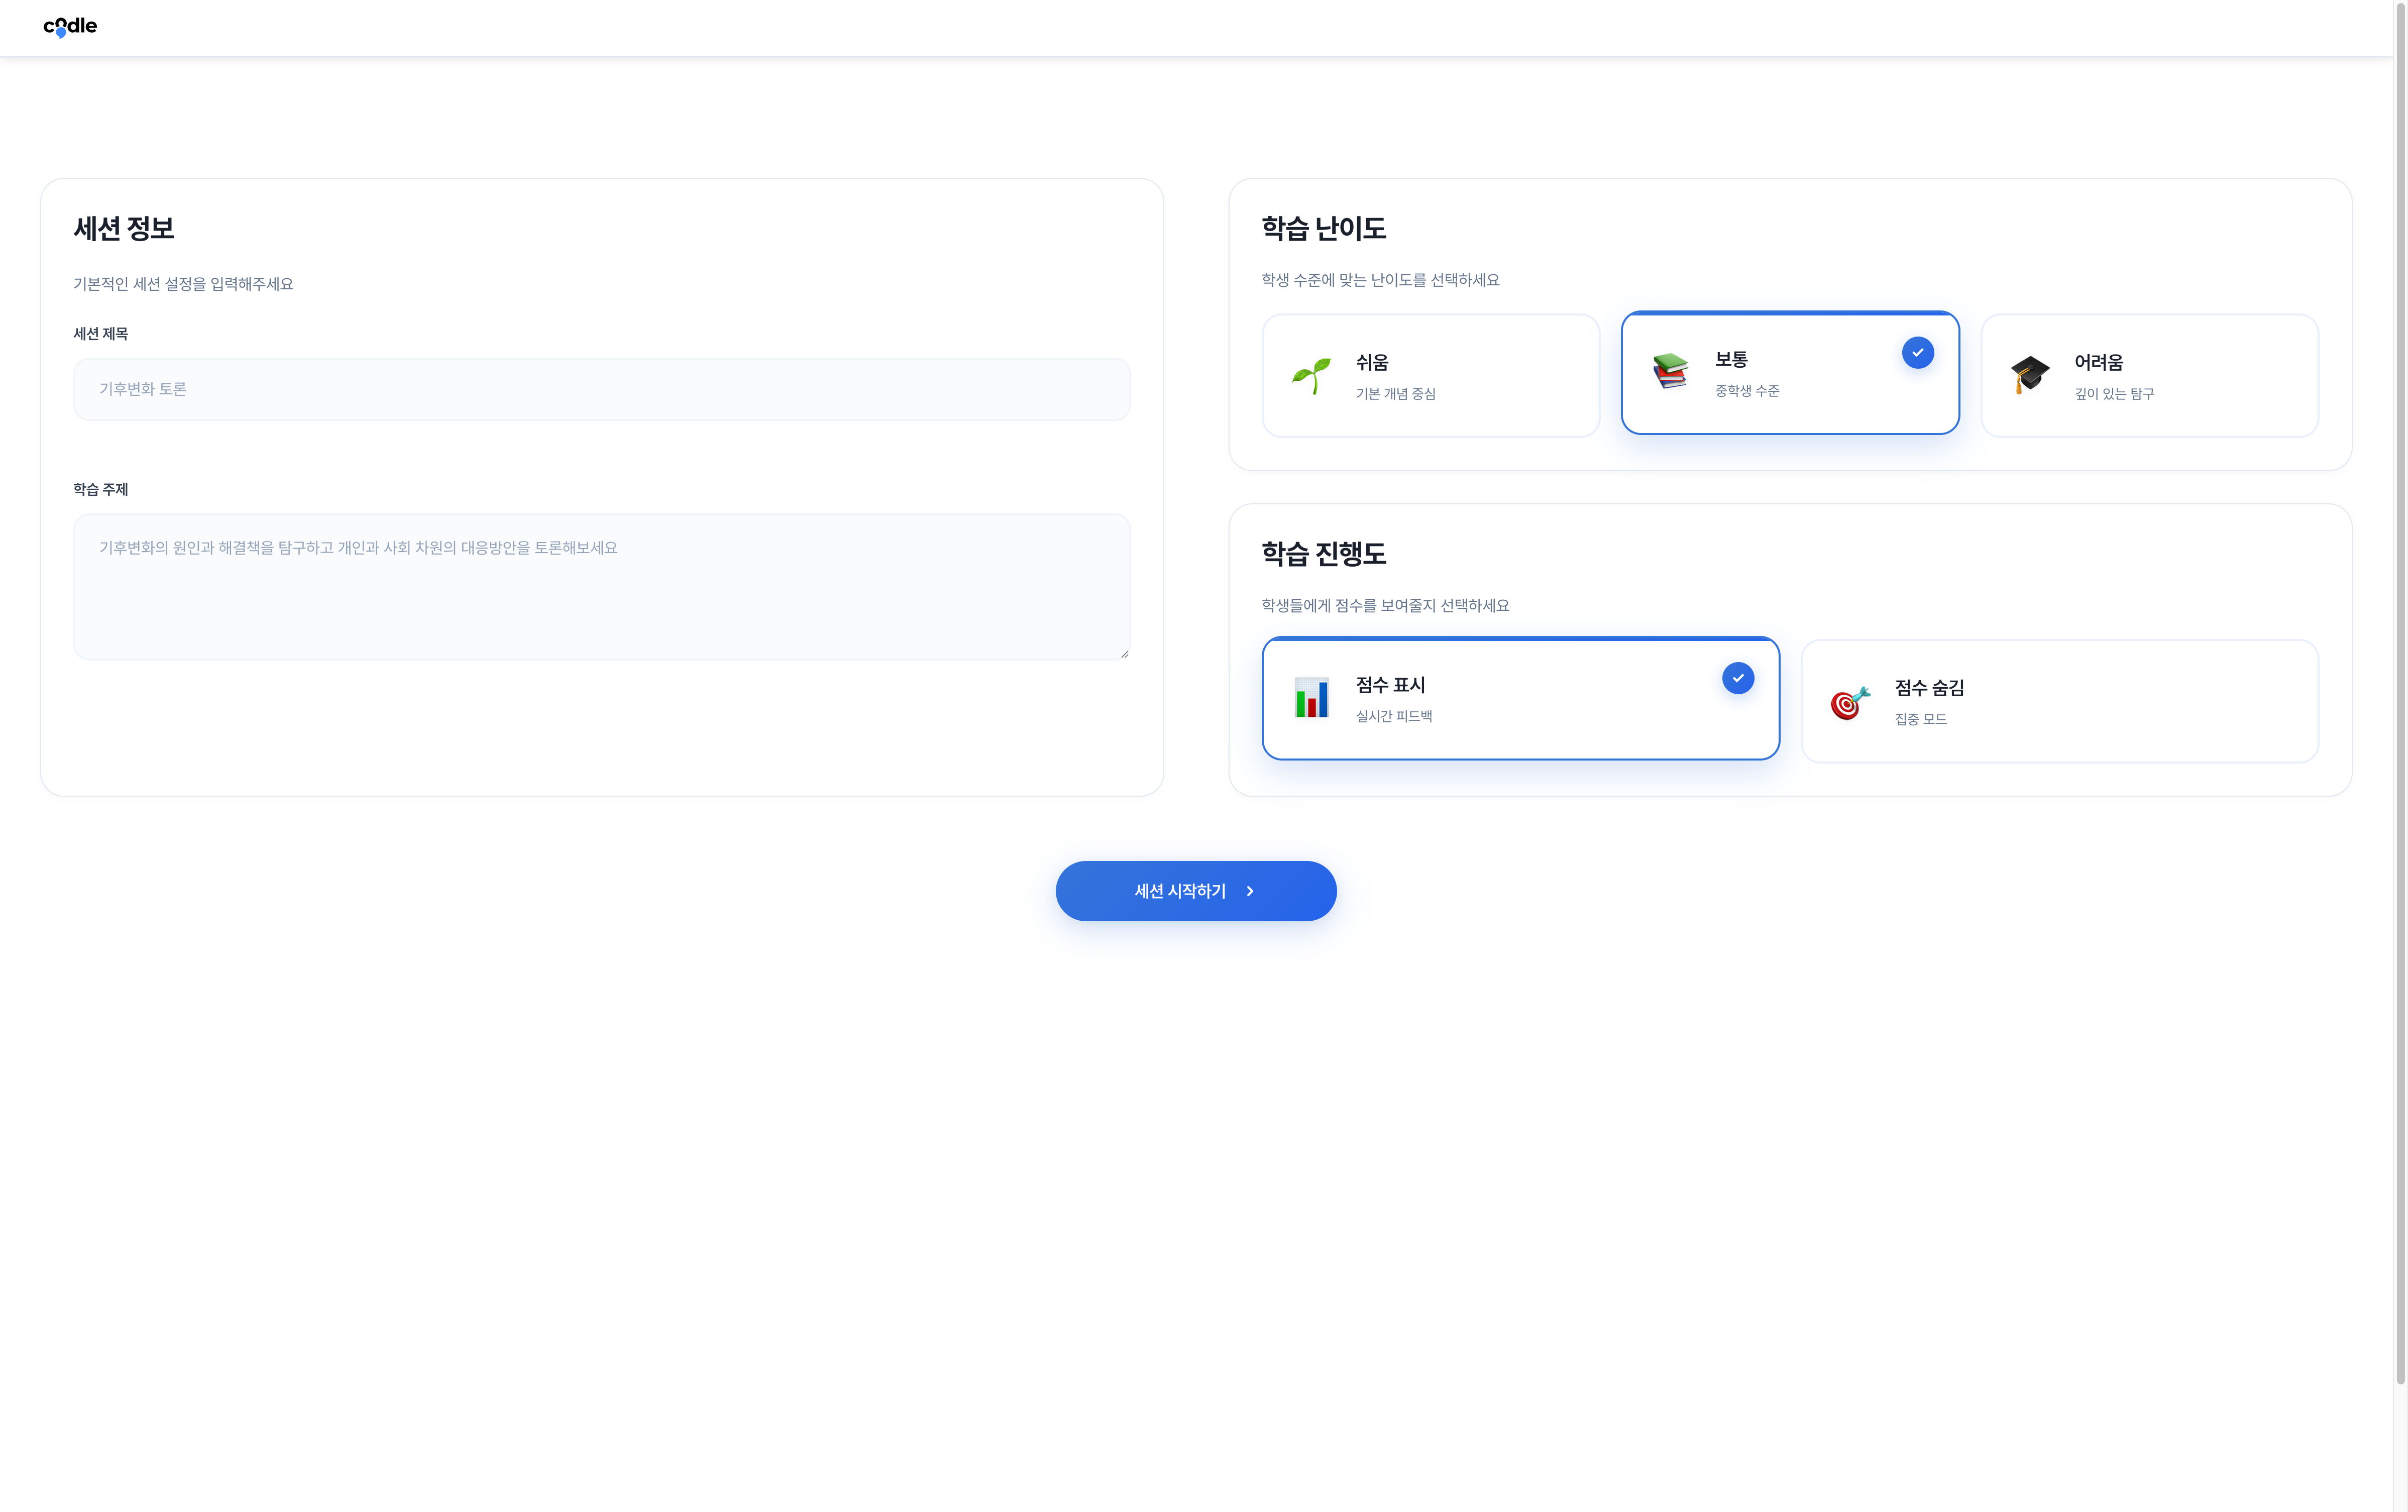 codle
세션 정보
기본적인 세션 설정을 입력해주세요
세션 제목
기후변화 토론
학습 주제
기후변화의 원인과 해결책을 탐구하고 개인과 사회 차원의 대응방안을 토론해보세요
학습 난이도
학생 수준에 맞는 난이도를 선택하세요
쉬움
기본 개념 중심
보통
중학생 수준
어려움
깊이 있는 탐구
학습 진행도
학생들에게 점수를 보여줄지 선택하세요
점수 표시
실시간 피드백
점수 숨김
집중 모드
세션 시작하기